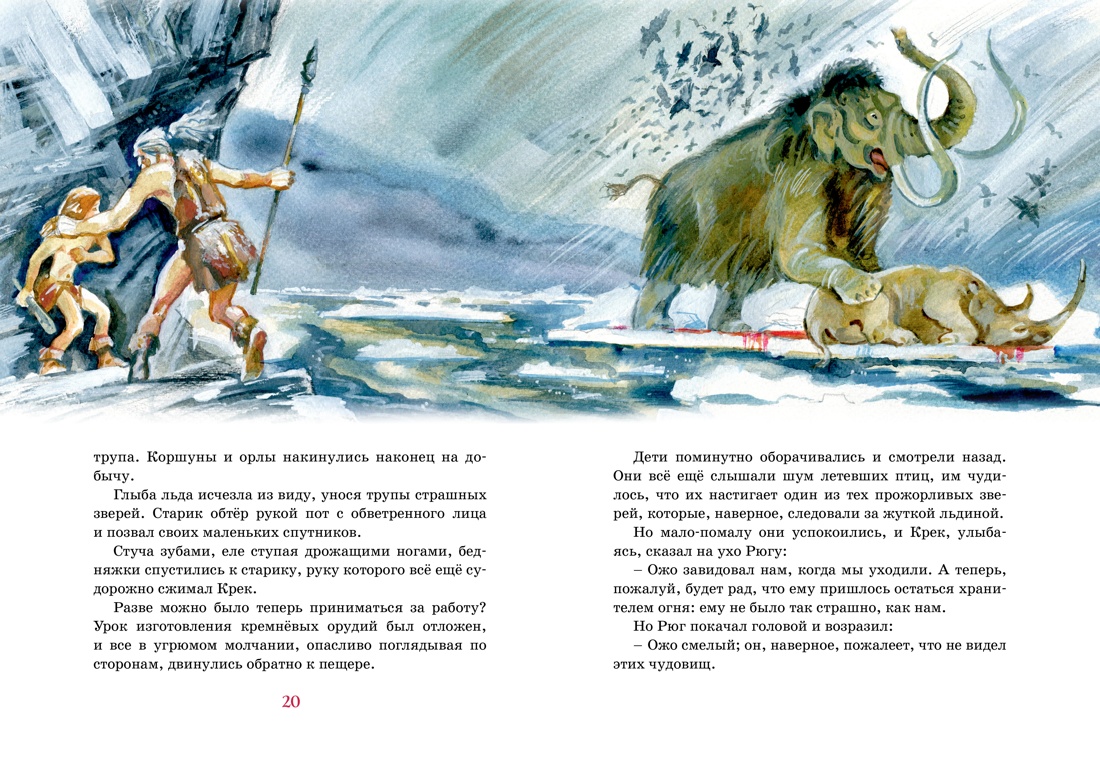 трупа. Коршуны и орлы накинулись наконец на до-
бычу.
Глыба льда исчезла из виду, унося трупы страшных
зверей. Старик обтёр рукой пот с обветренного лица
и позвал своих маленьких спутников.
Стуча зубами, еле ступая дрожащими ногами, бед-
няжки спустились к старику, руку которого всё ещё су-
дорожно сжимал Крек.
Разве можно было теперь приниматься за работу?
Урок изготовления кремнёвых орудий был отложен,
и все в угрюмом молчании, опасливо поглядывая по
сторонам, двинулись обратно к пещере.
20
Дети поминутно оборачивались и смотрели назад.
Они всё ещё слышали шум летевших птиц, им чуди-
лось, что их настигает один из тех прожорливых зве-
рей, которые, наверное, следовали за жуткой льдиной.
Но мало-помалу они успокоились, и Крек, улыба-
ясь, сказал на ухо Рюгу:
– Ожо завидовал нам, когда мы уходили. А теперь,
пожалуй, будет рад, что ему пришлось остаться храни-
телем огня: ему не было так страшно, как нам.
Но Рюг покачал головой и возразил:
– Ожо смелый; он, наверное, пожалеет, что не видел
этих чудовищ.